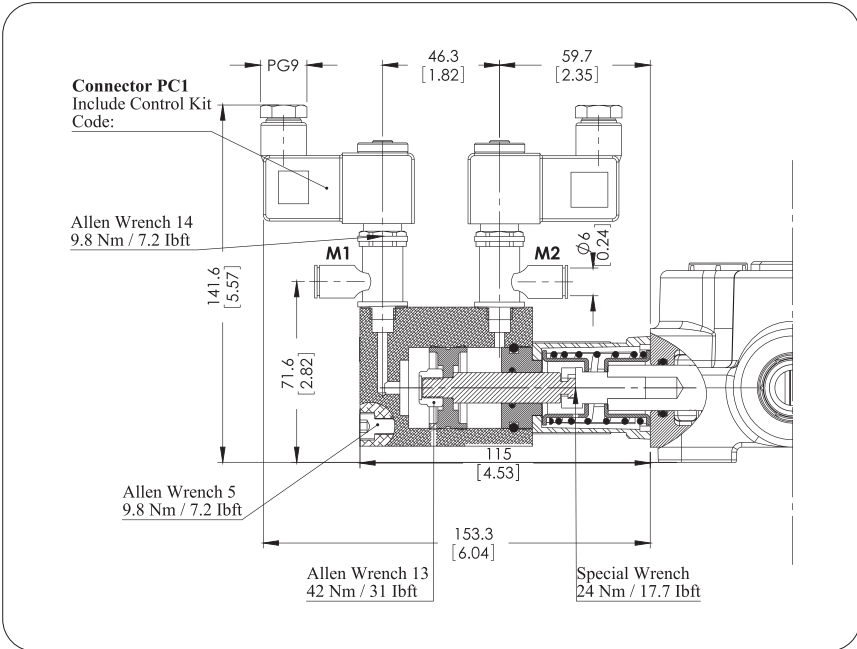 PG9
46.3
[1.82]
59.7
[2.35]
Connector PC1
Include Control Kit
Code:
Allen Wrench 14
9.8 Nm / 7.2 Ibft
M1
M2
Ø6
[0.24]
141.6
[5.57]
71.6
[2.82]
115
[4.53]
Allen Wrench 5
9.8 Nm / 7.2 Ibft
153.3
[6.04]
Allen Wrench 13
42 Nm / 31 Ibft
Special Wrench
24 Nm / 17.7 Ibft